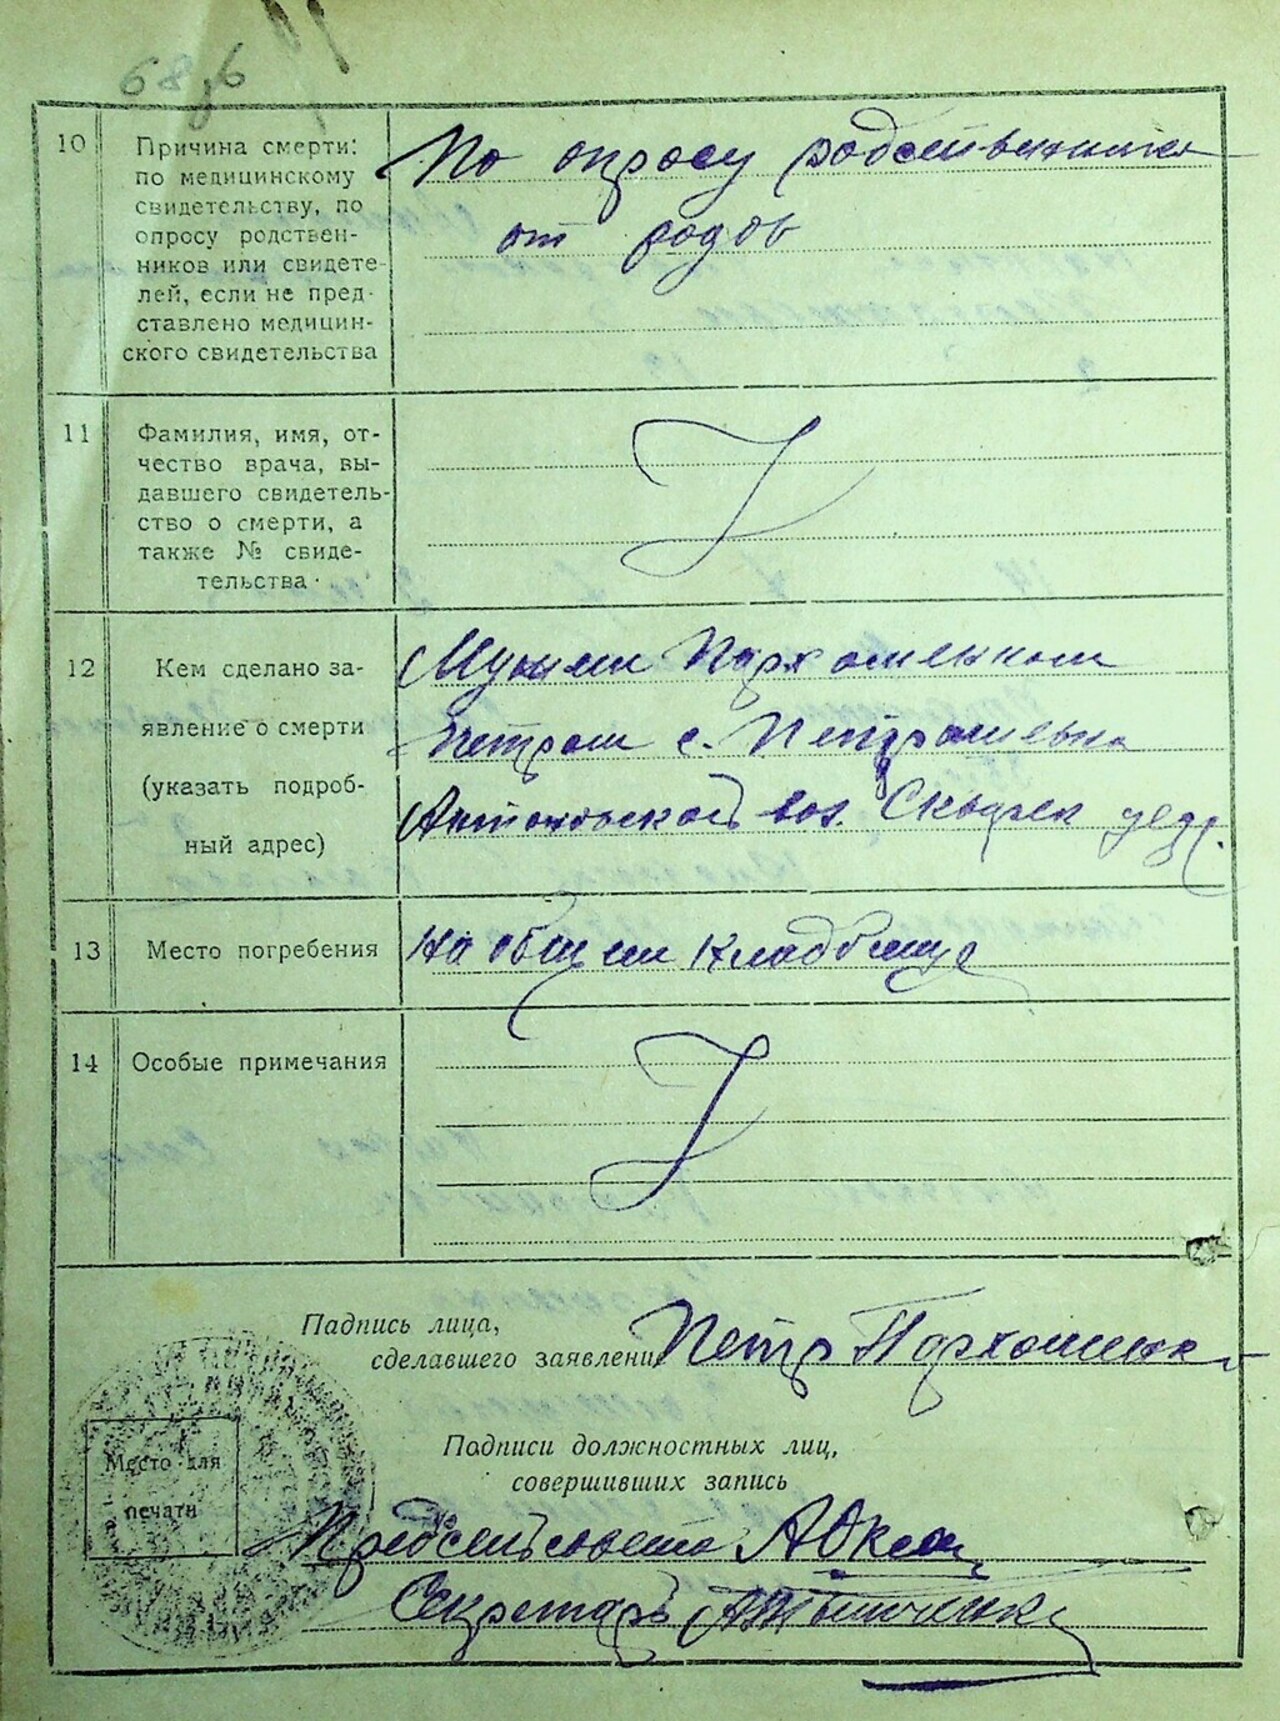 68 об
10 Причина смерти:
по медицинскому
свидетельству, по
опросу родствен-
ников или свидете-
лей, если не пред-
ставлено медицин-
ского свидетельства
По опросу родственника
от родов
11 Фамилия, имя, от-
чество врача, вы-
давшего свидетель-
ство о смерти, а
также № свиде-
тельства
12 Кем сделано за-
явление о смерти
(указать подроб-
ный адрес)
Мужем Пархоменком
Петром с. Петрашевка
Антоновской вол. Сквирск уезд.
13 Место погребения
На общем кладбище
14 Особые примечания
Падпись лица,
сделавшего заявление Петр Пархоменко
Падписи должностных лиц,
совершивших запись
Место для
печати
Предсельсовета
Секретарь